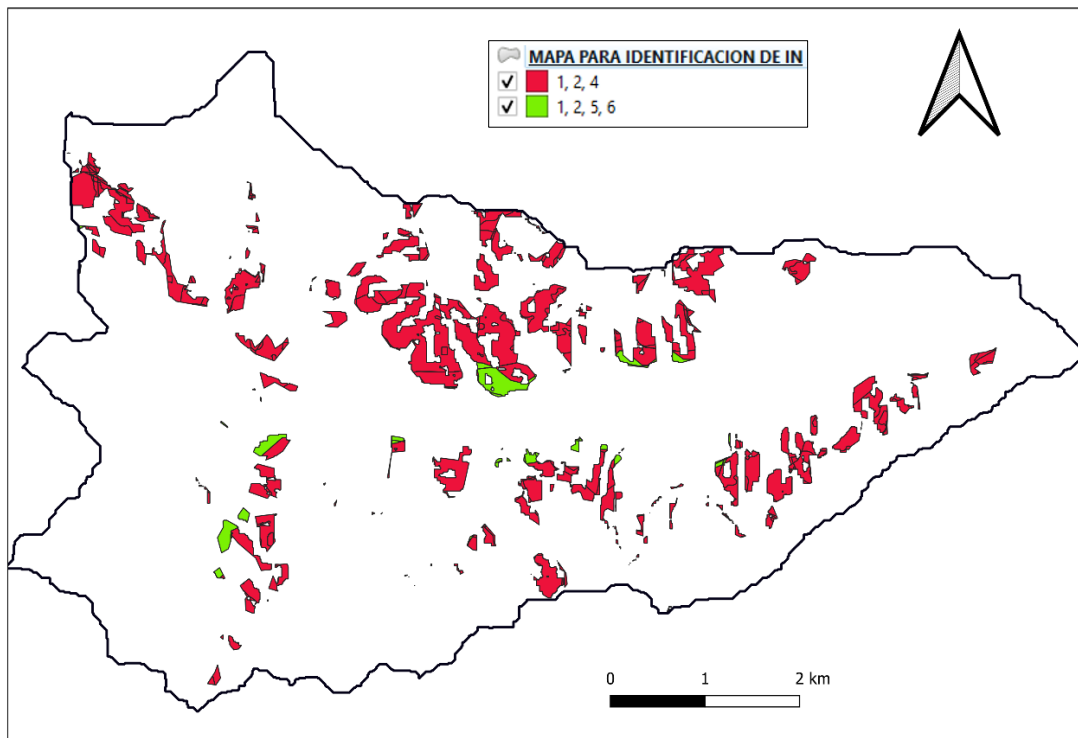 MAPA PARA IDENTIFICACION DE IN
1, 2, 4
1, 2, 5, 6
0 1 2 km